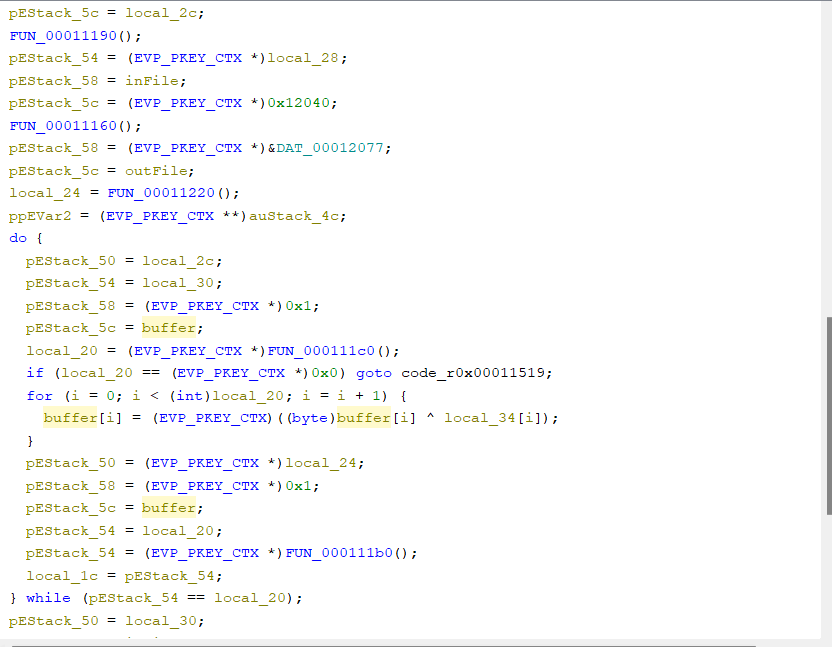 pEStack_5c = local_2c;
FUN_00011190();
pEStack_54 = (EVP_PKEY_CTX *)local_28;
pEStack_58 = inFile;
pEStack_5c = (EVP_PKEY_CTX *)0x12040;
FUN_00011160();
pEStack_58 = (EVP_PKEY_CTX *)&DAT_00012077;
pEStack_5c = outFile;
local_24 = FUN_00011220();
ppEVar2 = (EVP_PKEY_CTX **)auStack_4c;
do {
pEStack_50 = local_2c;
pEStack_54 = local_30;
pEStack_58 = (EVP_PKEY_CTX *)0x1;
pEStack_5c = buffer;
local_20 = (EVP_PKEY_CTX *)FUN_000111c0();
if (local_20 == (EVP_PKEY_CTX *)0x0) goto code_r0x00011519;
for (i = 0; i < (int)local_20; i = i + 1) {
buffer[i] = (EVP_PKEY_CTX)((byte)buffer[i] ^ local_34[i]);
}
pEStack_50 = (EVP_PKEY_CTX *)local_24;
pEStack_58 = (EVP_PKEY_CTX *)0x1;
pEStack_5c = buffer;
pEStack_54 = local_20;
pEStack_54 = (EVP_PKEY_CTX *)FUN_000111b0();
local_1c = pEStack_54;
} while (pEStack_54 == local_20);
pEStack_50 = local_30;